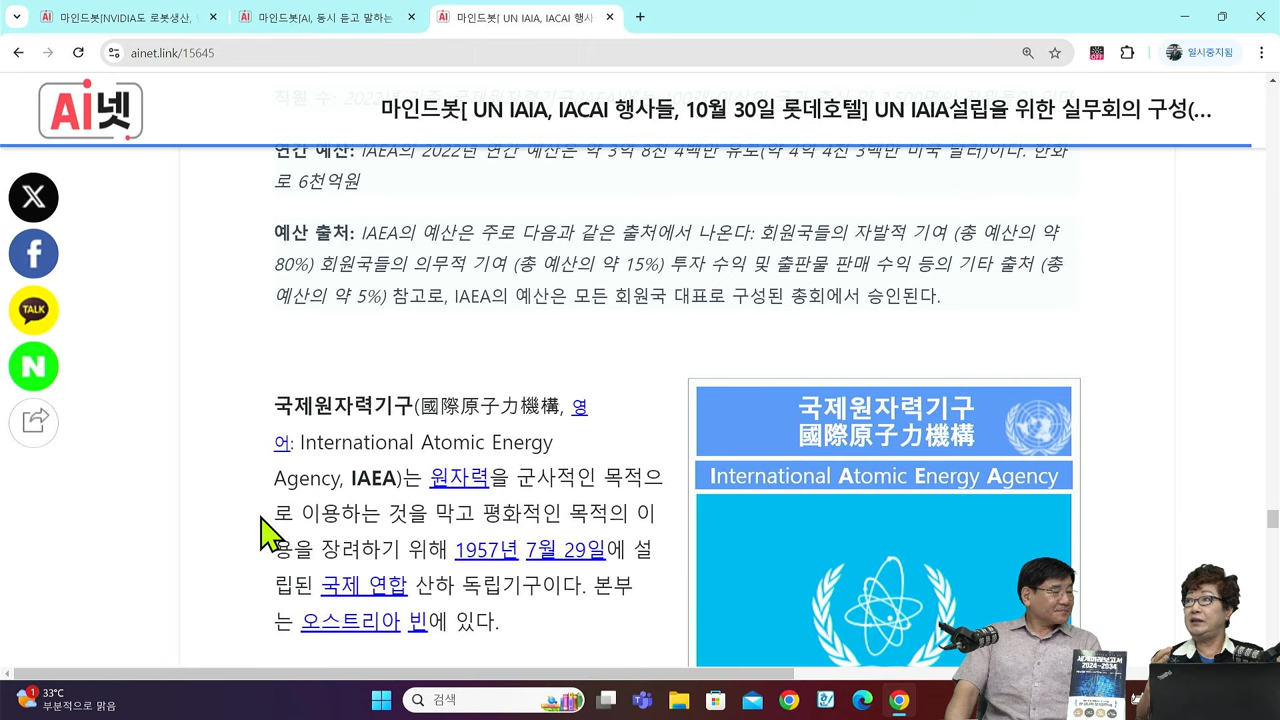 마인드봇[NVIDIA도 로봇생산,
마인드봇[AI, 동시 듣고 말하는
마인드봇[ UN IAIA, IACAI 행사
ainet.link/15645
OFF
일시중지됨
Ai넷
마인드봇[ UN IAIA, IACAI 행사들, 10월 30일 롯데호텔] UN IAIA설립을 위한 실무회의 구성(...
연간 예산: IAEA의 2022년 연간 예산은 약 3억 8천 4백만 유로(약 4억 4천 3백만 미국 달러)이다. 한화
로 6천억원
예산 출처: IAEA의 예산은 주로 다음과 같은 출처에서 나온다: 회원국들의 자발적 기여 (총 예산의 약
80%) 회원국들의 의무적 기여 (총 예산의 약 15%) 투자 수익 및 출판물 판매 수익 등의 기타 출처 (총
예산의 약 5%) 참고로, IAEA의 예산은 모든 회원국 대표로 구성된 총회에서 승인된다.
TALK
N
국제원자력기구(國際原子力機構, 영
어: International Atomic Energy
Agency, IAEA)는 원자력을 군사적인 목적으
로 이용하는 것을 막고 평화적인 목적의 이
용을 장려하기 위해 1957년 7월 29일에 설
립된 국제 연합 산하 독립기구이다. 본부
는 오스트리아 빈에 있다.
국제원자력기구
國際原子力機構
International Atomic Energy Agency
세계미래보고서
2024-2034
ThinkPad
1
33°C
부분적으로 맑음
검색